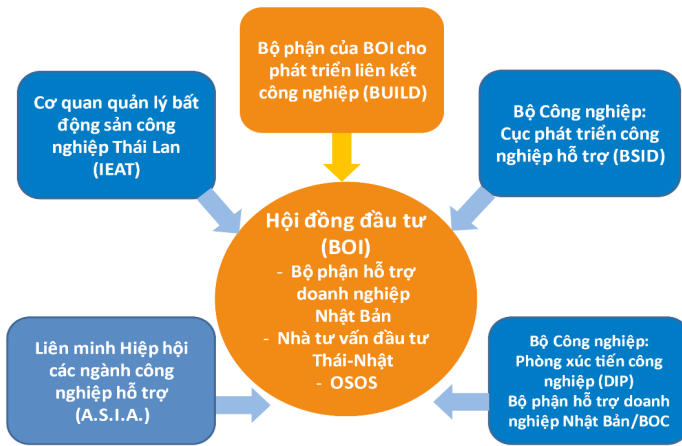 Bộ phận của BOI cho
phát triển liên kết
công nghiệp (BUILD)
Cơ quan quản lý bất
động sản công
nghiệp Thái Lan
(IEAT)
Bộ Công nghiệp:
Cục phát triển công
nghiệp hỗ trợ (BSID)
Hội đồng đầu tư
(BOI)
- Bộ phận hỗ trợ
doanh nghiệp
Nhật Bản
- Nhà tư vấn đầu tư
Thái-Nhật
- OSOS
Liên minh Hiệp hội
các ngành công
nghiệp hỗ trợ
(A.S.I.A.)
Bộ Công nghiệp:
Phòng xúc tiến công
nghiệp (DIP)
Bộ phận hỗ trợ doanh
nghiệp Nhật Bản/BOC